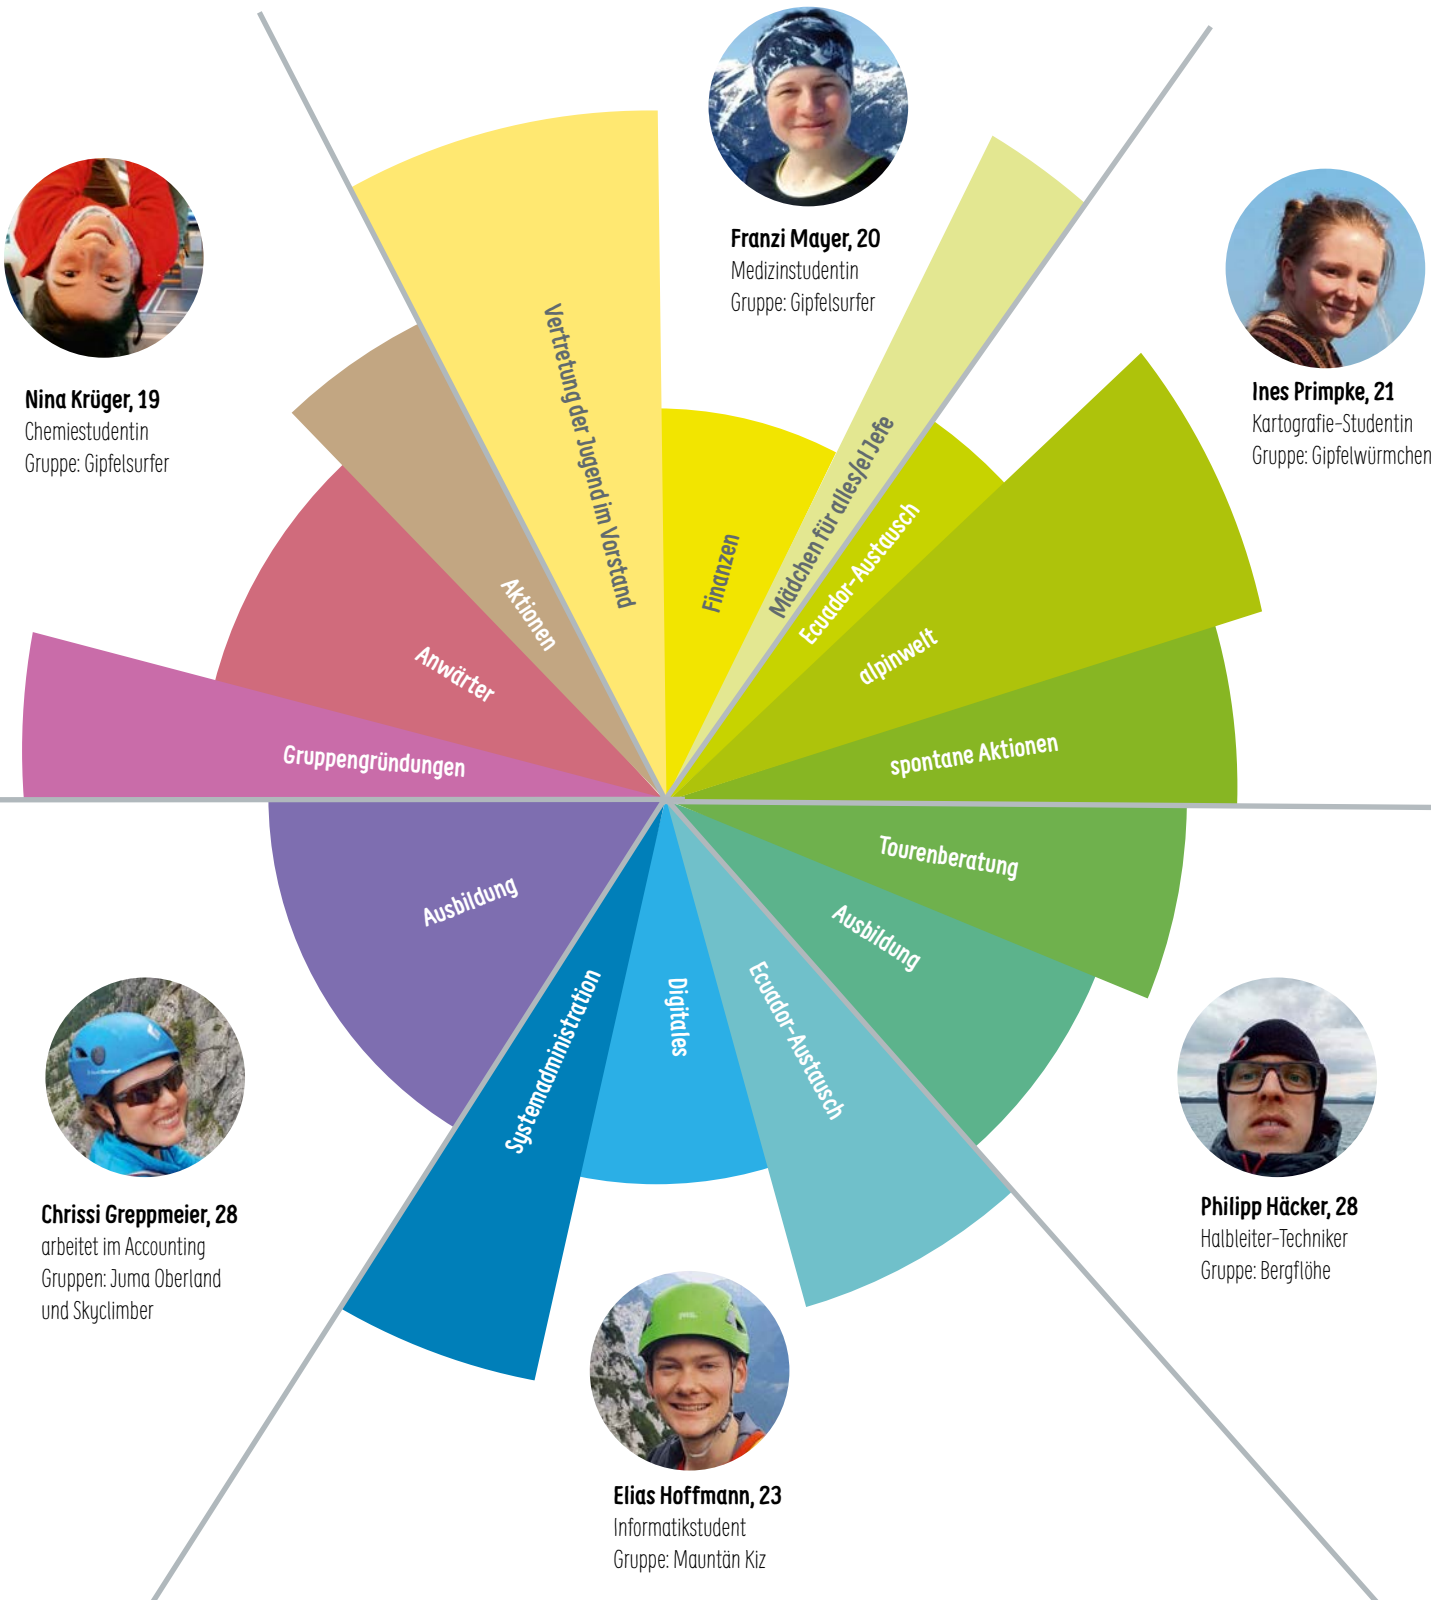 Franzi Mayer, 20
Medizinstudentin
Gruppe: Gipfelsurfer
Nina Krüger, 19
Chemiestudentin
Gruppe: Gipfelsurfer
Ines Primpke, 21
Kartografie-Studentin
Gruppe: Gipfelwürmchen
Vertretung der Jugend im Vorstand
Finanzen
Mädchen für alles/el Jefe
Ecuador-Austausch
alpinwelt
spontane Aktionen
Aktionen
Anwärter
Gruppengründungen
Tourenberatung
Ausbildung
Ecuador-Austausch
Digitales
Systemadministration
Ausbildung
Chrissi Greppmeier, 28
arbeitet im Accounting
Gruppen: Juma Oberland
und Skyclimber
Philipp Häcker, 28
Halbleiter-Techniker
Gruppe: Bergflöhe
Elias Hoffmann, 23
Informatikstudent
Gruppe: Mauntän Kiz